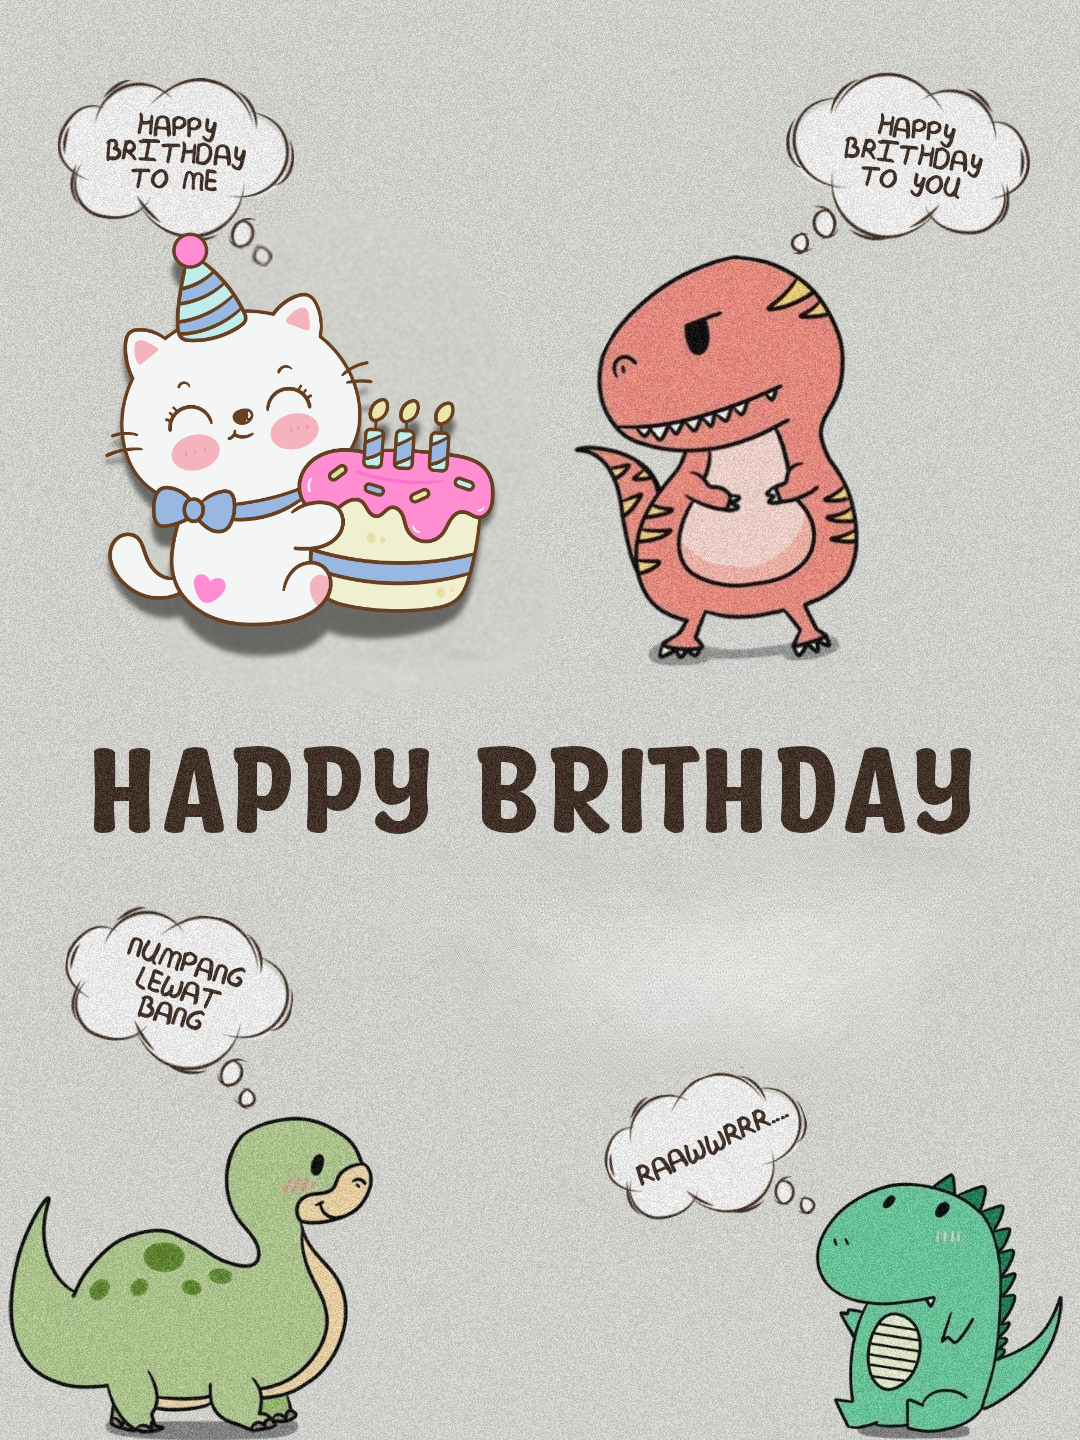 HAPPY
BRITHDAY
TO ME
HAPPY
BRITHDAY
TO YOU
HAPPY BRITHDAY
NUMPANG
LEWAT
BANG
RAAWWRRR....